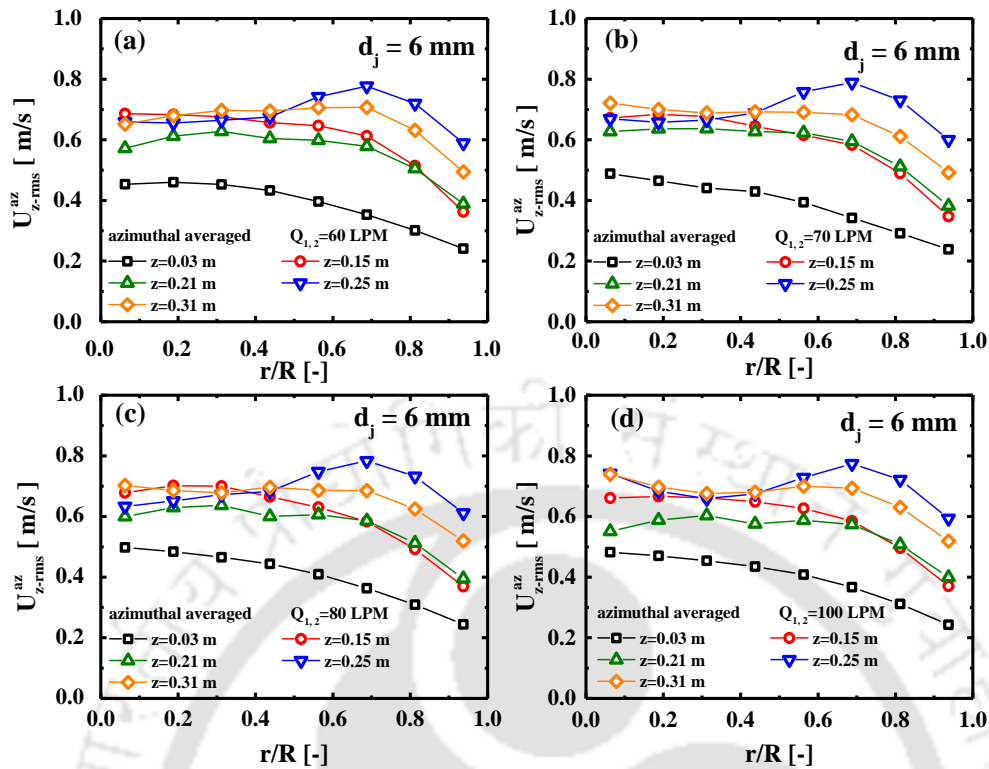 (a) d_j = 6 mm
U^az_z-rms [ m/s ]
1.0
0.8
0.6
0.4
0.2
0.0
azimuthal averaged Q_1,2=60 LPM
z=0.03 m z=0.15 m
z=0.21 m z=0.25 m
z=0.31 m
0.0 0.2 0.4 0.6 0.8 1.0
r/R [-]
(b) d_j = 6 mm
U^az_z-rms [ m/s ]
1.0
0.8
0.6
0.4
0.2
0.0
azimuthal averaged Q_1,2=70 LPM
z=0.03 m z=0.15 m
z=0.21 m z=0.25 m
z=0.31 m
0.0 0.2 0.4 0.6 0.8 1.0
r/R [-]
(c) d_j = 6 mm
U^az_z-rms [ m/s ]
1.0
0.8
0.6
0.4
0.2
0.0
azimuthal averaged Q_1,2=80 LPM
z=0.03 m z=0.15 m
z=0.21 m z=0.25 m
z=0.31 m
0.0 0.2 0.4 0.6 0.8 1.0
r/R [-]
(d) d_j = 6 mm
U^az_z-rms [ m/s ]
1.0
0.8
0.6
0.4
0.2
0.0
azimuthal averaged Q_1,2=100 LPM
z=0.03 m z=0.15 m
z=0.21 m z=0.25 m
z=0.31 m
0.0 0.2 0.4 0.6 0.8 1.0
r/R [-]